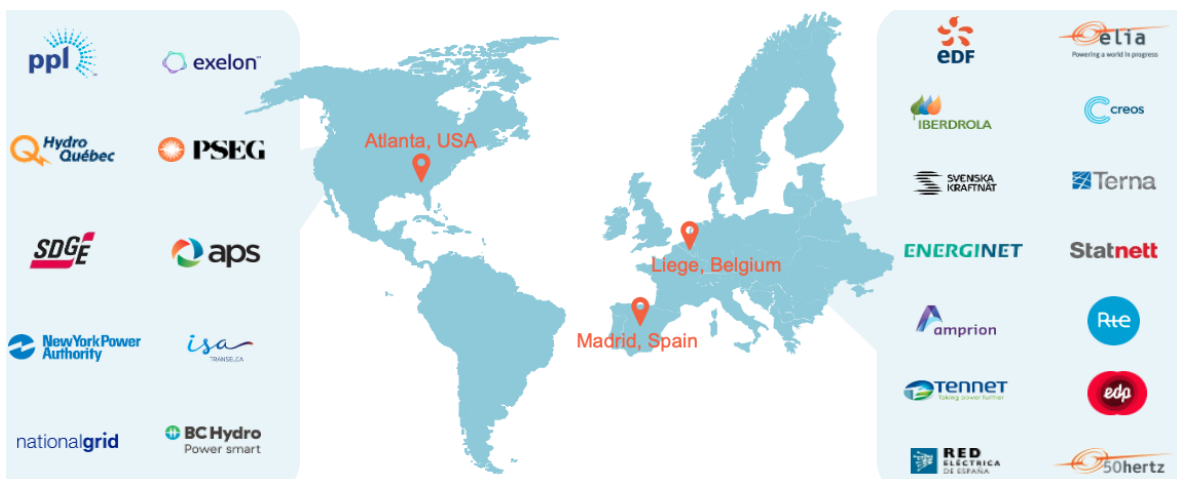 ppl
exelon
Hydro
Québec
PSEG
SDGE
aps
NewYorkPower
Authority
isa
TRANSELCA
nationalgrid
BC Hydro
Power smart
Atlanta, USA
Liege, Belgium
Madrid, Spain
eDF
elia
Powering a world in progress
IBERDROLA
creos
SVENSKA
KRAFTNÄT
Terna
ENERGINET
Statnett
amprion
Rte
TenneT
Taking power further
edp
RED
ELÉCTRICA
DE ESPAÑA
50hertz